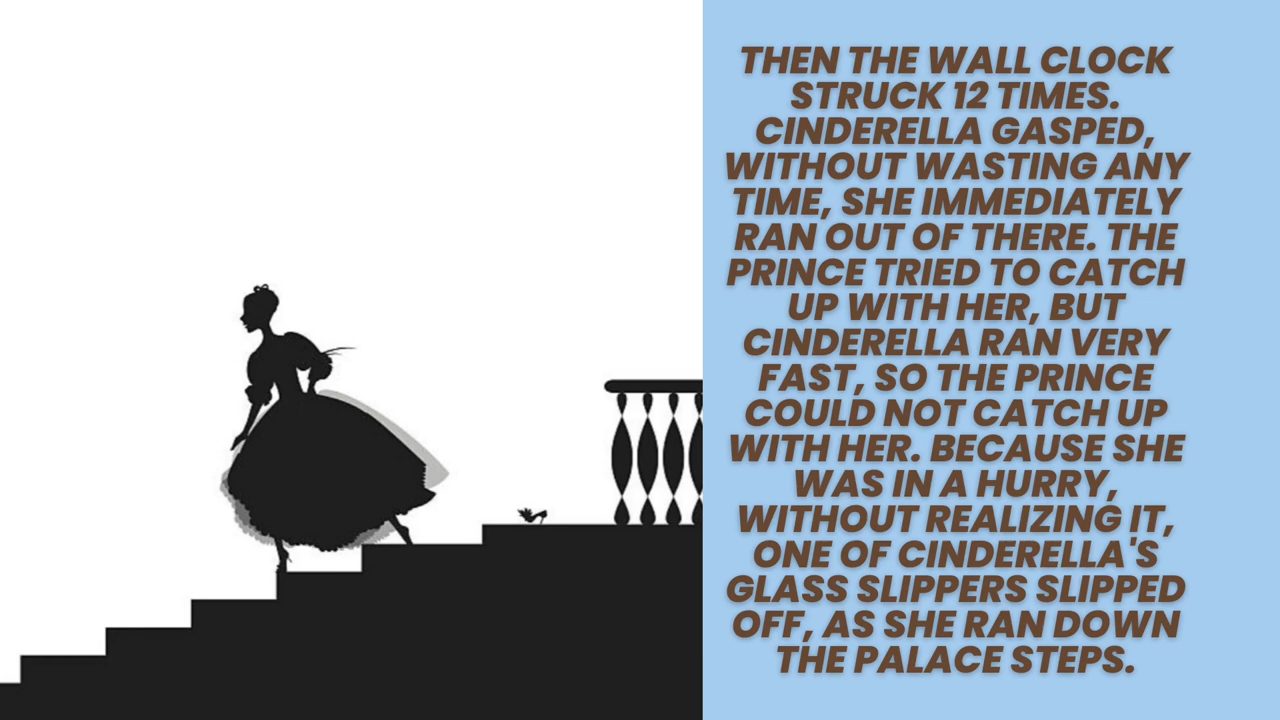 THEN THE WALL CLOCK
STRUCK 12 TIMES.
CINDERELLA GASPED,
WITHOUT WASTING ANY
TIME, SHE IMMEDIATELY
RAN OUT OF THERE. THE
PRINCE TRIED TO CATCH
UP WITH HER, BUT
CINDERELLA RAN VERY
FAST, SO THE PRINCE
COULD NOT CATCH UP
WITH HER. BECAUSE SHE
WAS IN A HURRY,
WITHOUT REALIZING IT,
ONE OF CINDERELLA'S
GLASS SLIPPERS SLIPPED
OFF, AS SHE RAN DOWN
THE PALACE STEPS.